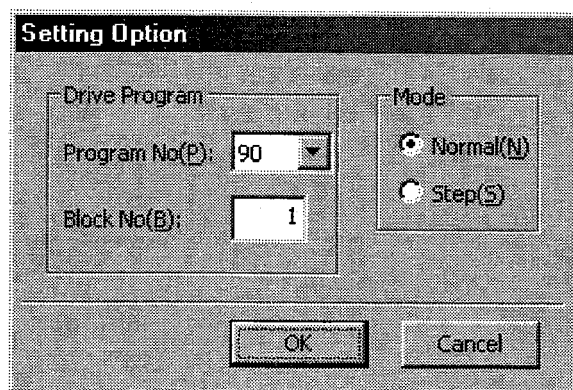 Setting Option
Drive Program
Program No(P): 90
Block No(B): 1
Mode
Normal(N)
Step(S)
OK
Cancel